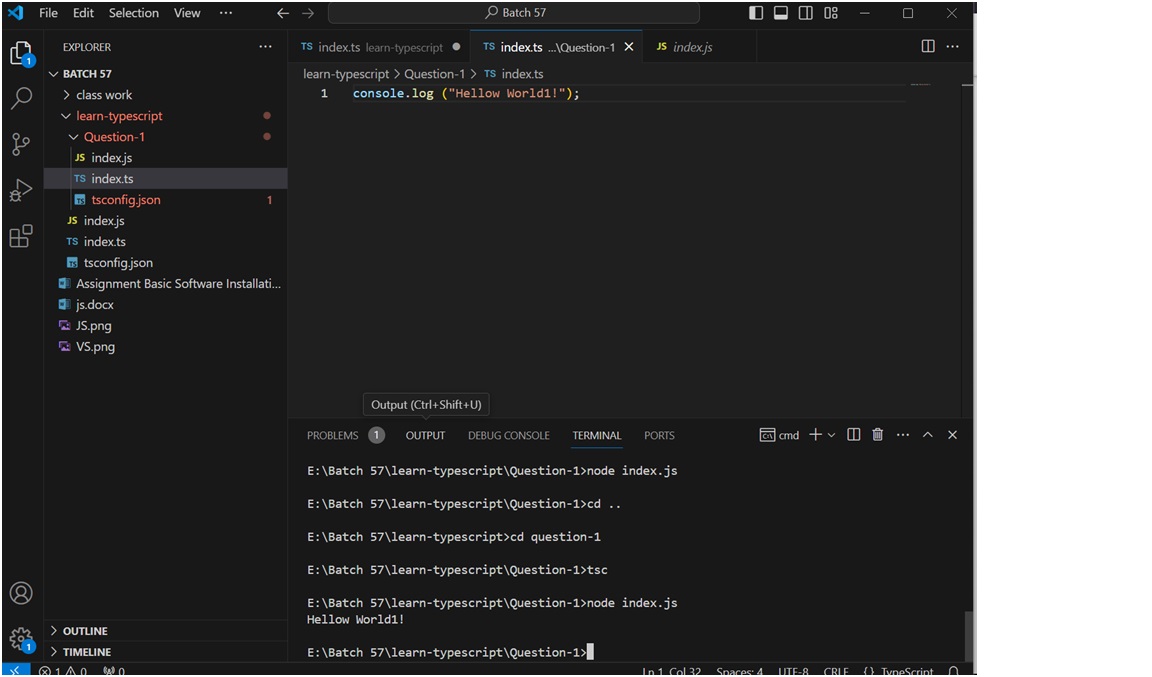 File Edit Selection View ··· Batch 57
EXPLORER ···
BATCH 57
class work
learn-typescript
Question-1
JS index.js
TS index.ts
TS tsconfig.json 1
JS index.js
TS index.ts
TS tsconfig.json
Assignment Basic Software Installati...
js.docx
JS.png
VS.png
OUTLINE
TIMELINE
1
1
TS index.ts learn-typescript
TS index.ts ...\Question-1
JS index.js
learn-typescript > Question-1 > TS index.ts
1 console.log ("Hellow World1!");
Output (Ctrl+Shift+U)
PROBLEMS 1 OUTPUT DEBUG CONSOLE TERMINAL PORTS cmd
E:\Batch 57\learn-typescript\Question-1>node index.js
E:\Batch 57\learn-typescript\Question-1>cd ..
E:\Batch 57\learn-typescript>cd question-1
E:\Batch 57\learn-typescript\Question-1>tsc
E:\Batch 57\learn-typescript\Question-1>node index.js
Hellow World1!
E:\Batch 57\learn-typescript\Question-1>
1 0 0 Ln 1, Col 32 Spaces: 4 UTF-8 CRLF {} TypeScript